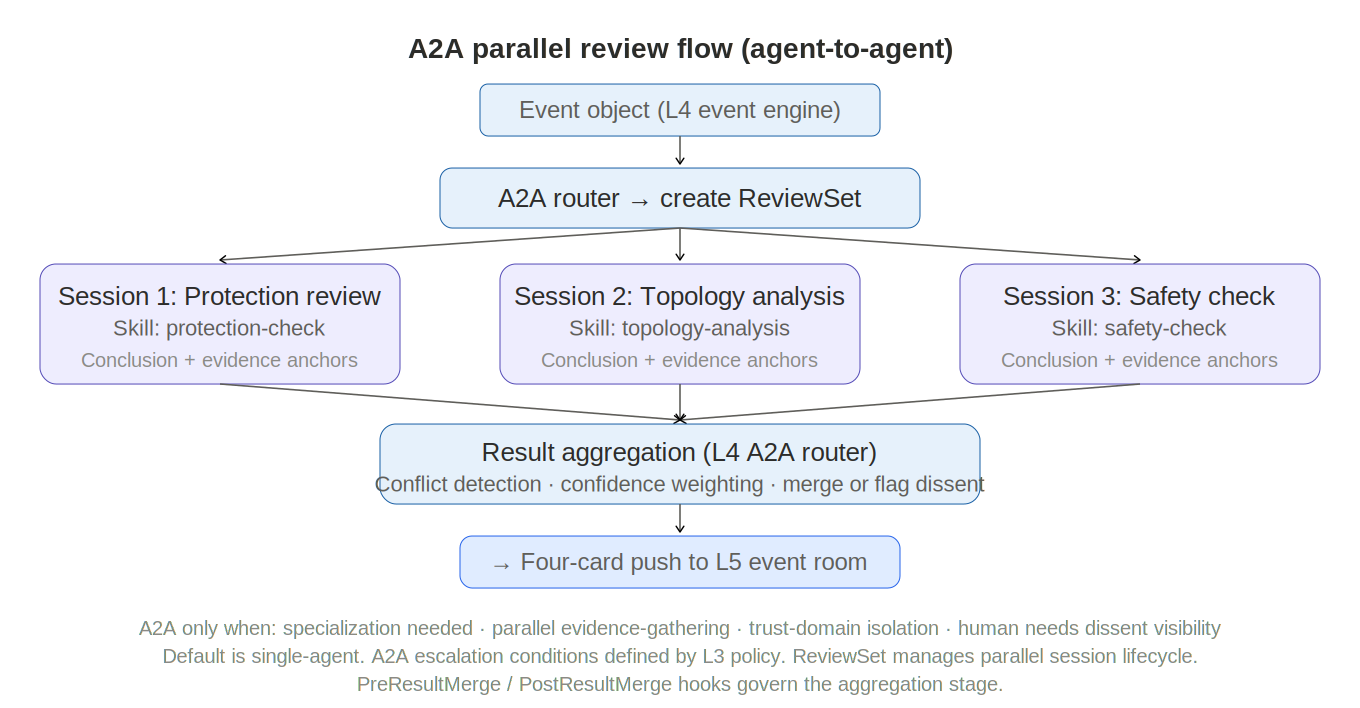 A2A parallel review flow (agent-to-agent)
Event object (L4 event engine)
A2A router → create ReviewSet
Session 1: Protection review
Skill: protection-check
Conclusion + evidence anchors
Session 2: Topology analysis
Skill: topology-analysis
Conclusion + evidence anchors
Session 3: Safety check
Skill: safety-check
Conclusion + evidence anchors
Result aggregation (L4 A2A router)
Conflict detection · confidence weighting · merge or flag dissent
→ Four-card push to L5 event room
A2A only when: specialization needed · parallel evidence-gathering · trust-domain isolation · human needs dissent visibility
Default is single-agent. A2A escalation conditions defined by L3 policy. ReviewSet manages parallel session lifecycle.
PreResultMerge / PostResultMerge hooks govern the aggregation stage.